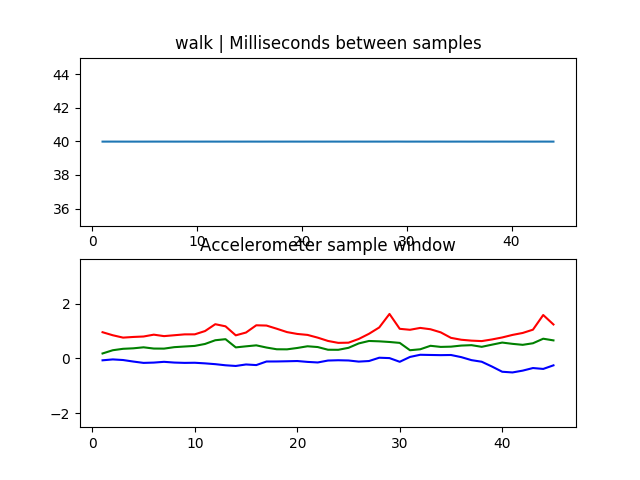 walk | Milliseconds between samples
44
42
40
38
36
0 10 20 30 40
Accelerometer sample window
2
0
−2
0 10 20 30 40